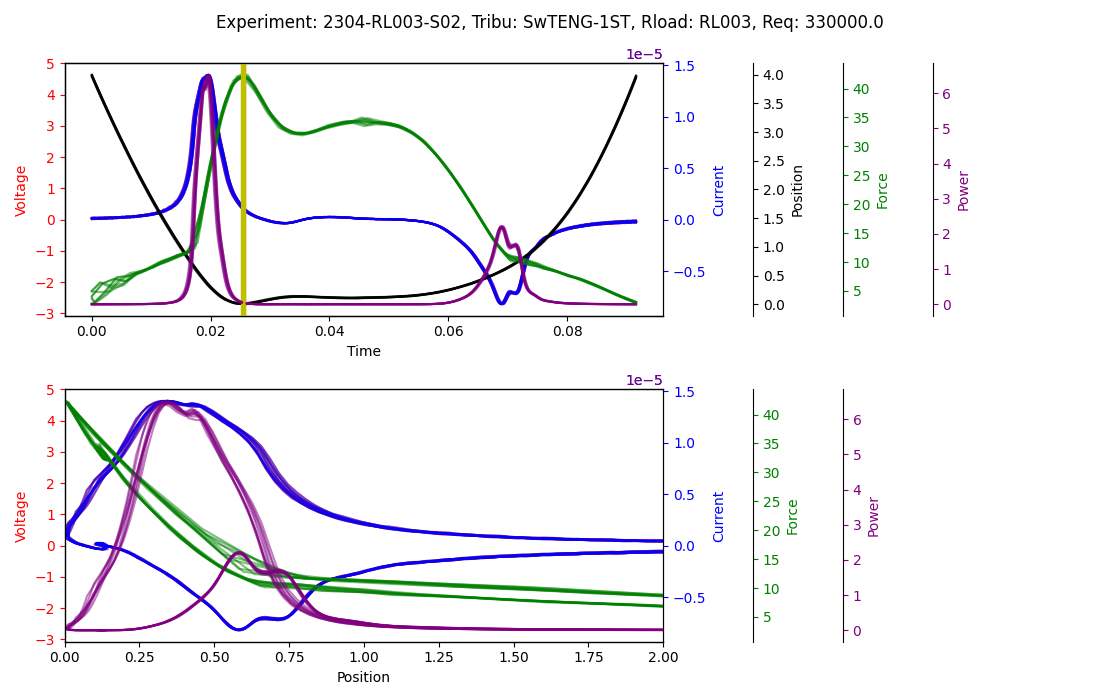 Experiment: 2304-RL003-S02, Tribu: SwTENG-1ST, Rload: RL003, Req: 330000.0
1e−5
5 4 3 2 1 0 −1 −2 −3
Voltage
1.5 1.0 0.5 0.0 −0.5
Current
4.0 3.5 3.0 2.5 2.0 1.5 1.0 0.5 0.0
Position
40 35 30 25 20 15 10 5
Force
6 5 4 3 2 1 0
Power
0.00 0.02 0.04 0.06 0.08
Time
1e−5
5 4 3 2 1 0 −1 −2 −3
Voltage
1.5 1.0 0.5 0.0 −0.5
Current
40 35 30 25 20 15 10 5
Force
6 5 4 3 2 1 0
Power
0.00 0.25 0.50 0.75 1.00 1.25 1.50 1.75 2.00
Position